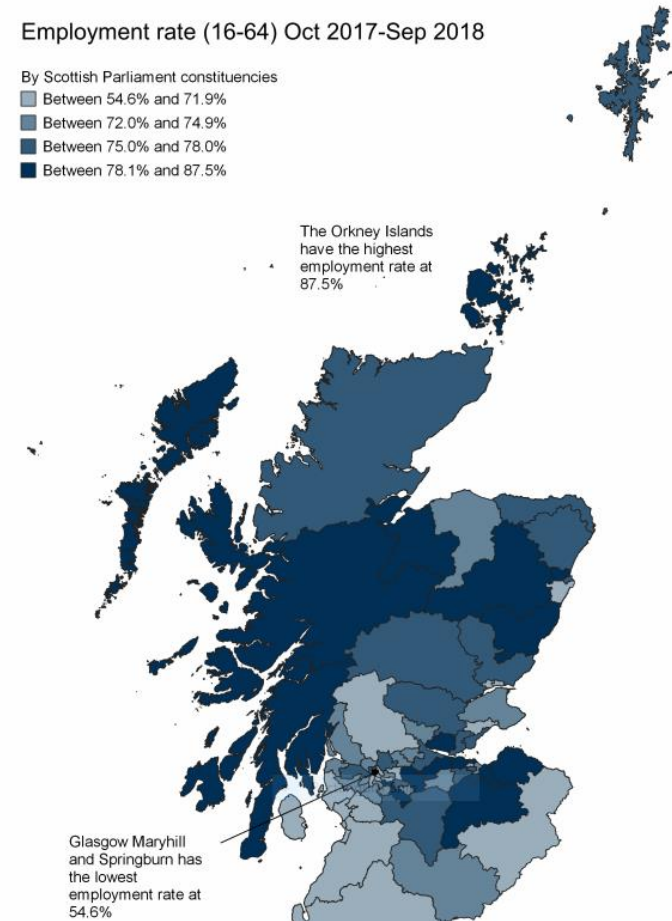 Employment rate (16-64) Oct 2017-Sep 2018
By Scottish Parliament constituencies
Between 54.6% and 71.9%
Between 72.0% and 74.9%
Between 75.0% and 78.0%
Between 78.1% and 87.5%
The Orkney Islands
have the highest
employment rate at
87.5%
Glasgow Maryhill
and Springburn has
the lowest
employment rate at
54.6%